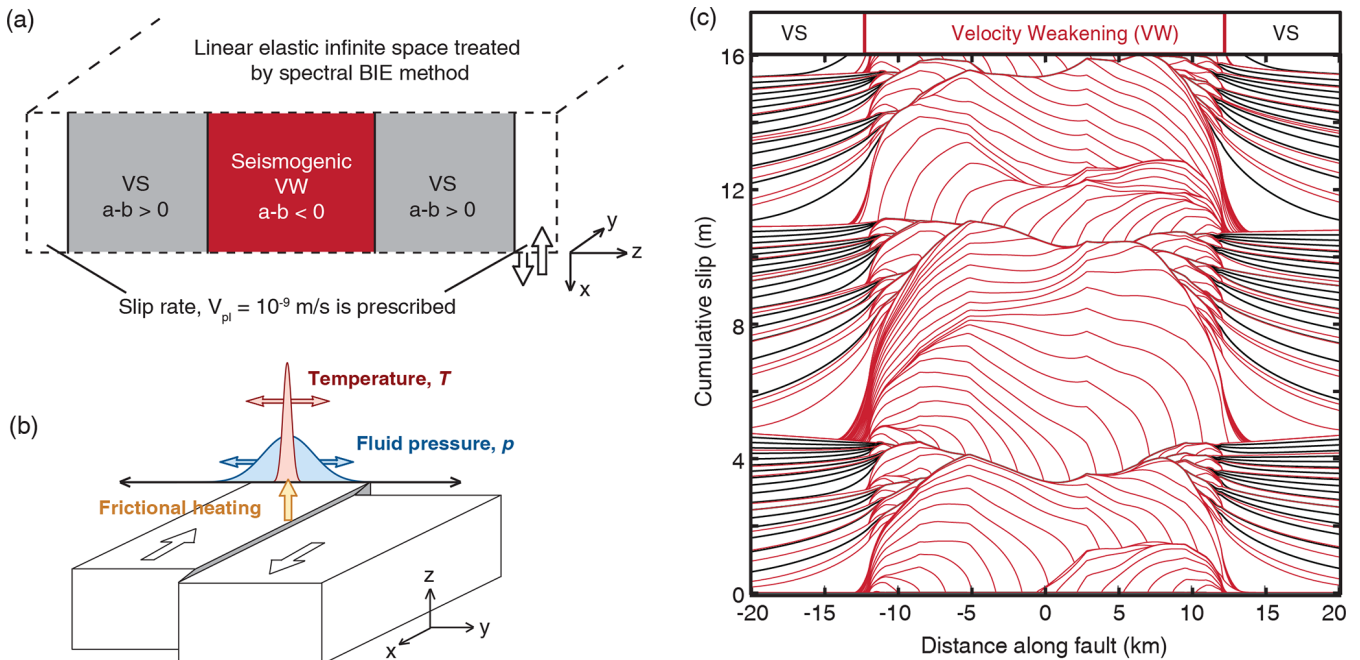 (a)
Linear elastic infinite space treated
by spectral BIE method
VS
a-b > 0
Seismogenic
VW
a-b < 0
VS
a-b > 0
y
z
x
Slip rate, Vpl = 10-9 m/s is prescribed
(b)
Temperature, T
Fluid pressure, p
Frictional heating
z
y
x
(c)
VS
Velocity Weakening (VW)
VS
16
12
8
4
0
Cumulative slip (m)
-20 -15 -10 -5 0 5 10 15 20
Distance along fault (km)